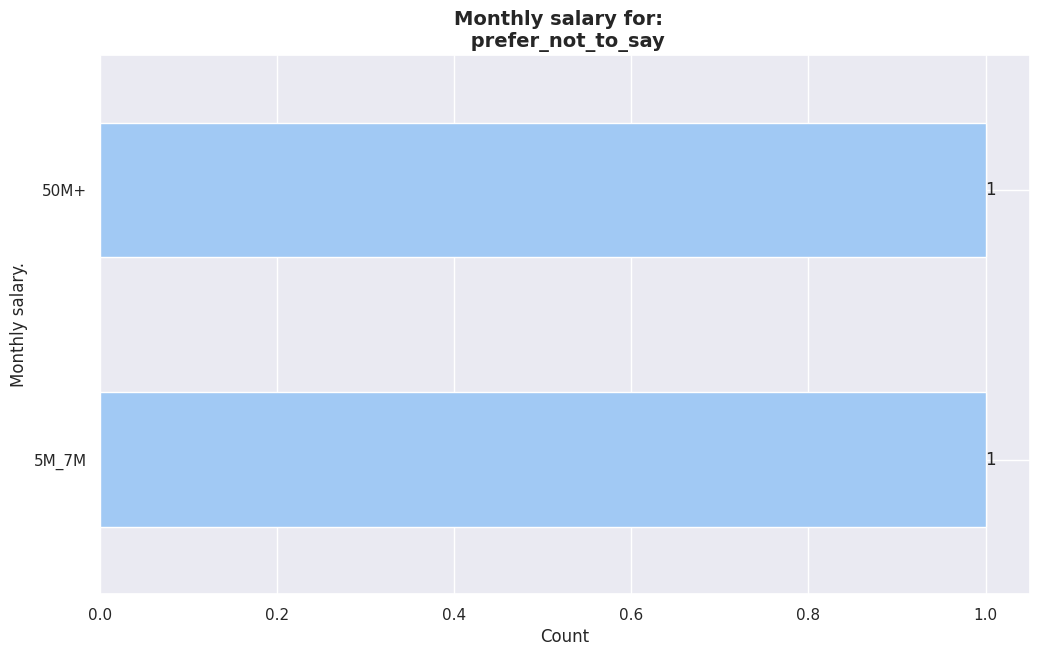 Monthly salary for:
prefer_not_to_say
50M+
1
Monthly salary.
5M_7M
1
0.0 0.2 0.4 0.6 0.8 1.0
Count